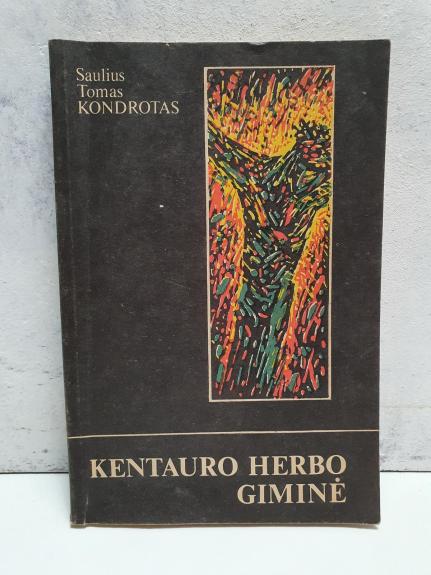 Saulius
Tomas
KONDROTAS
KENTAURO HERBO
GIMINĖ